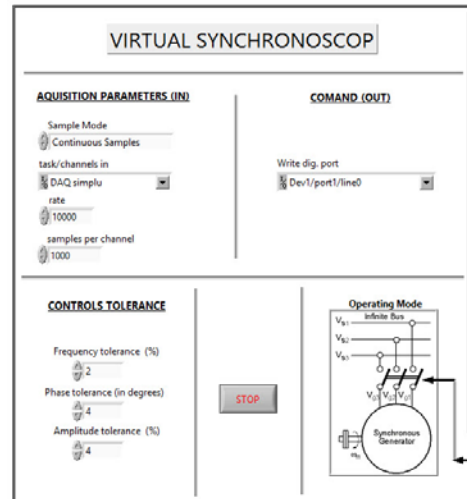 VIRTUAL SYNCHRONOSCOP
AQUISITION PARAMETERS (IN)
Sample Mode
Continuous Samples
task/channels in
DAQ simplu
rate
10000
samples per channel
1000
COMAND (OUT)
Write dig. port
Dev1/port1/line0
CONTROLS TOLERANCE
Frequency tolerance (%)
2
Phase tolerance (in degrees)
4
Amplitude tolerance (%)
4
STOP
Operating Mode
Infinite Bus
Synchronous
Generator